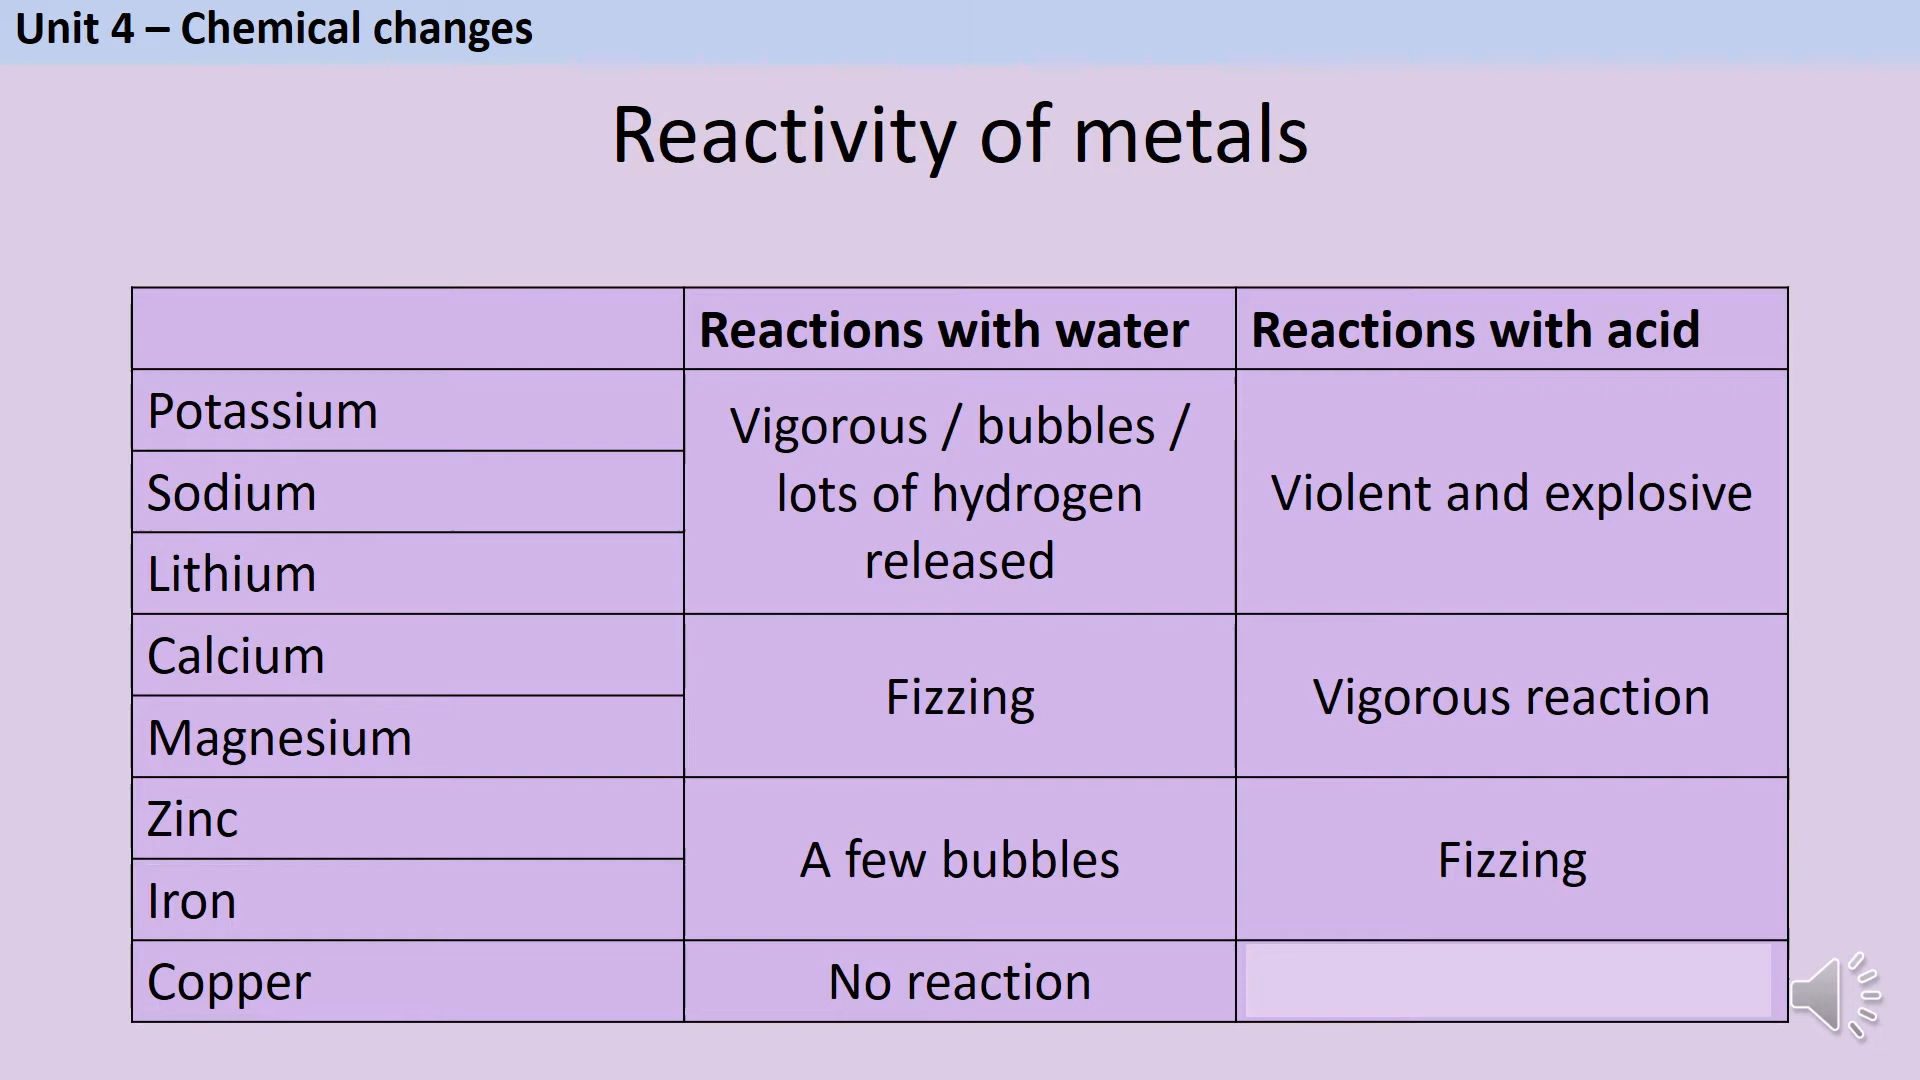 Unit 4 – Chemical changes
Reactivity of metals
Reactions with water
Reactions with acid
Potassium
Sodium
Lithium
Vigorous / bubbles /
lots of hydrogen
released
Violent and explosive
Calcium
Magnesium
Fizzing
Vigorous reaction
Zinc
Iron
A few bubbles
Fizzing
Copper
No reaction